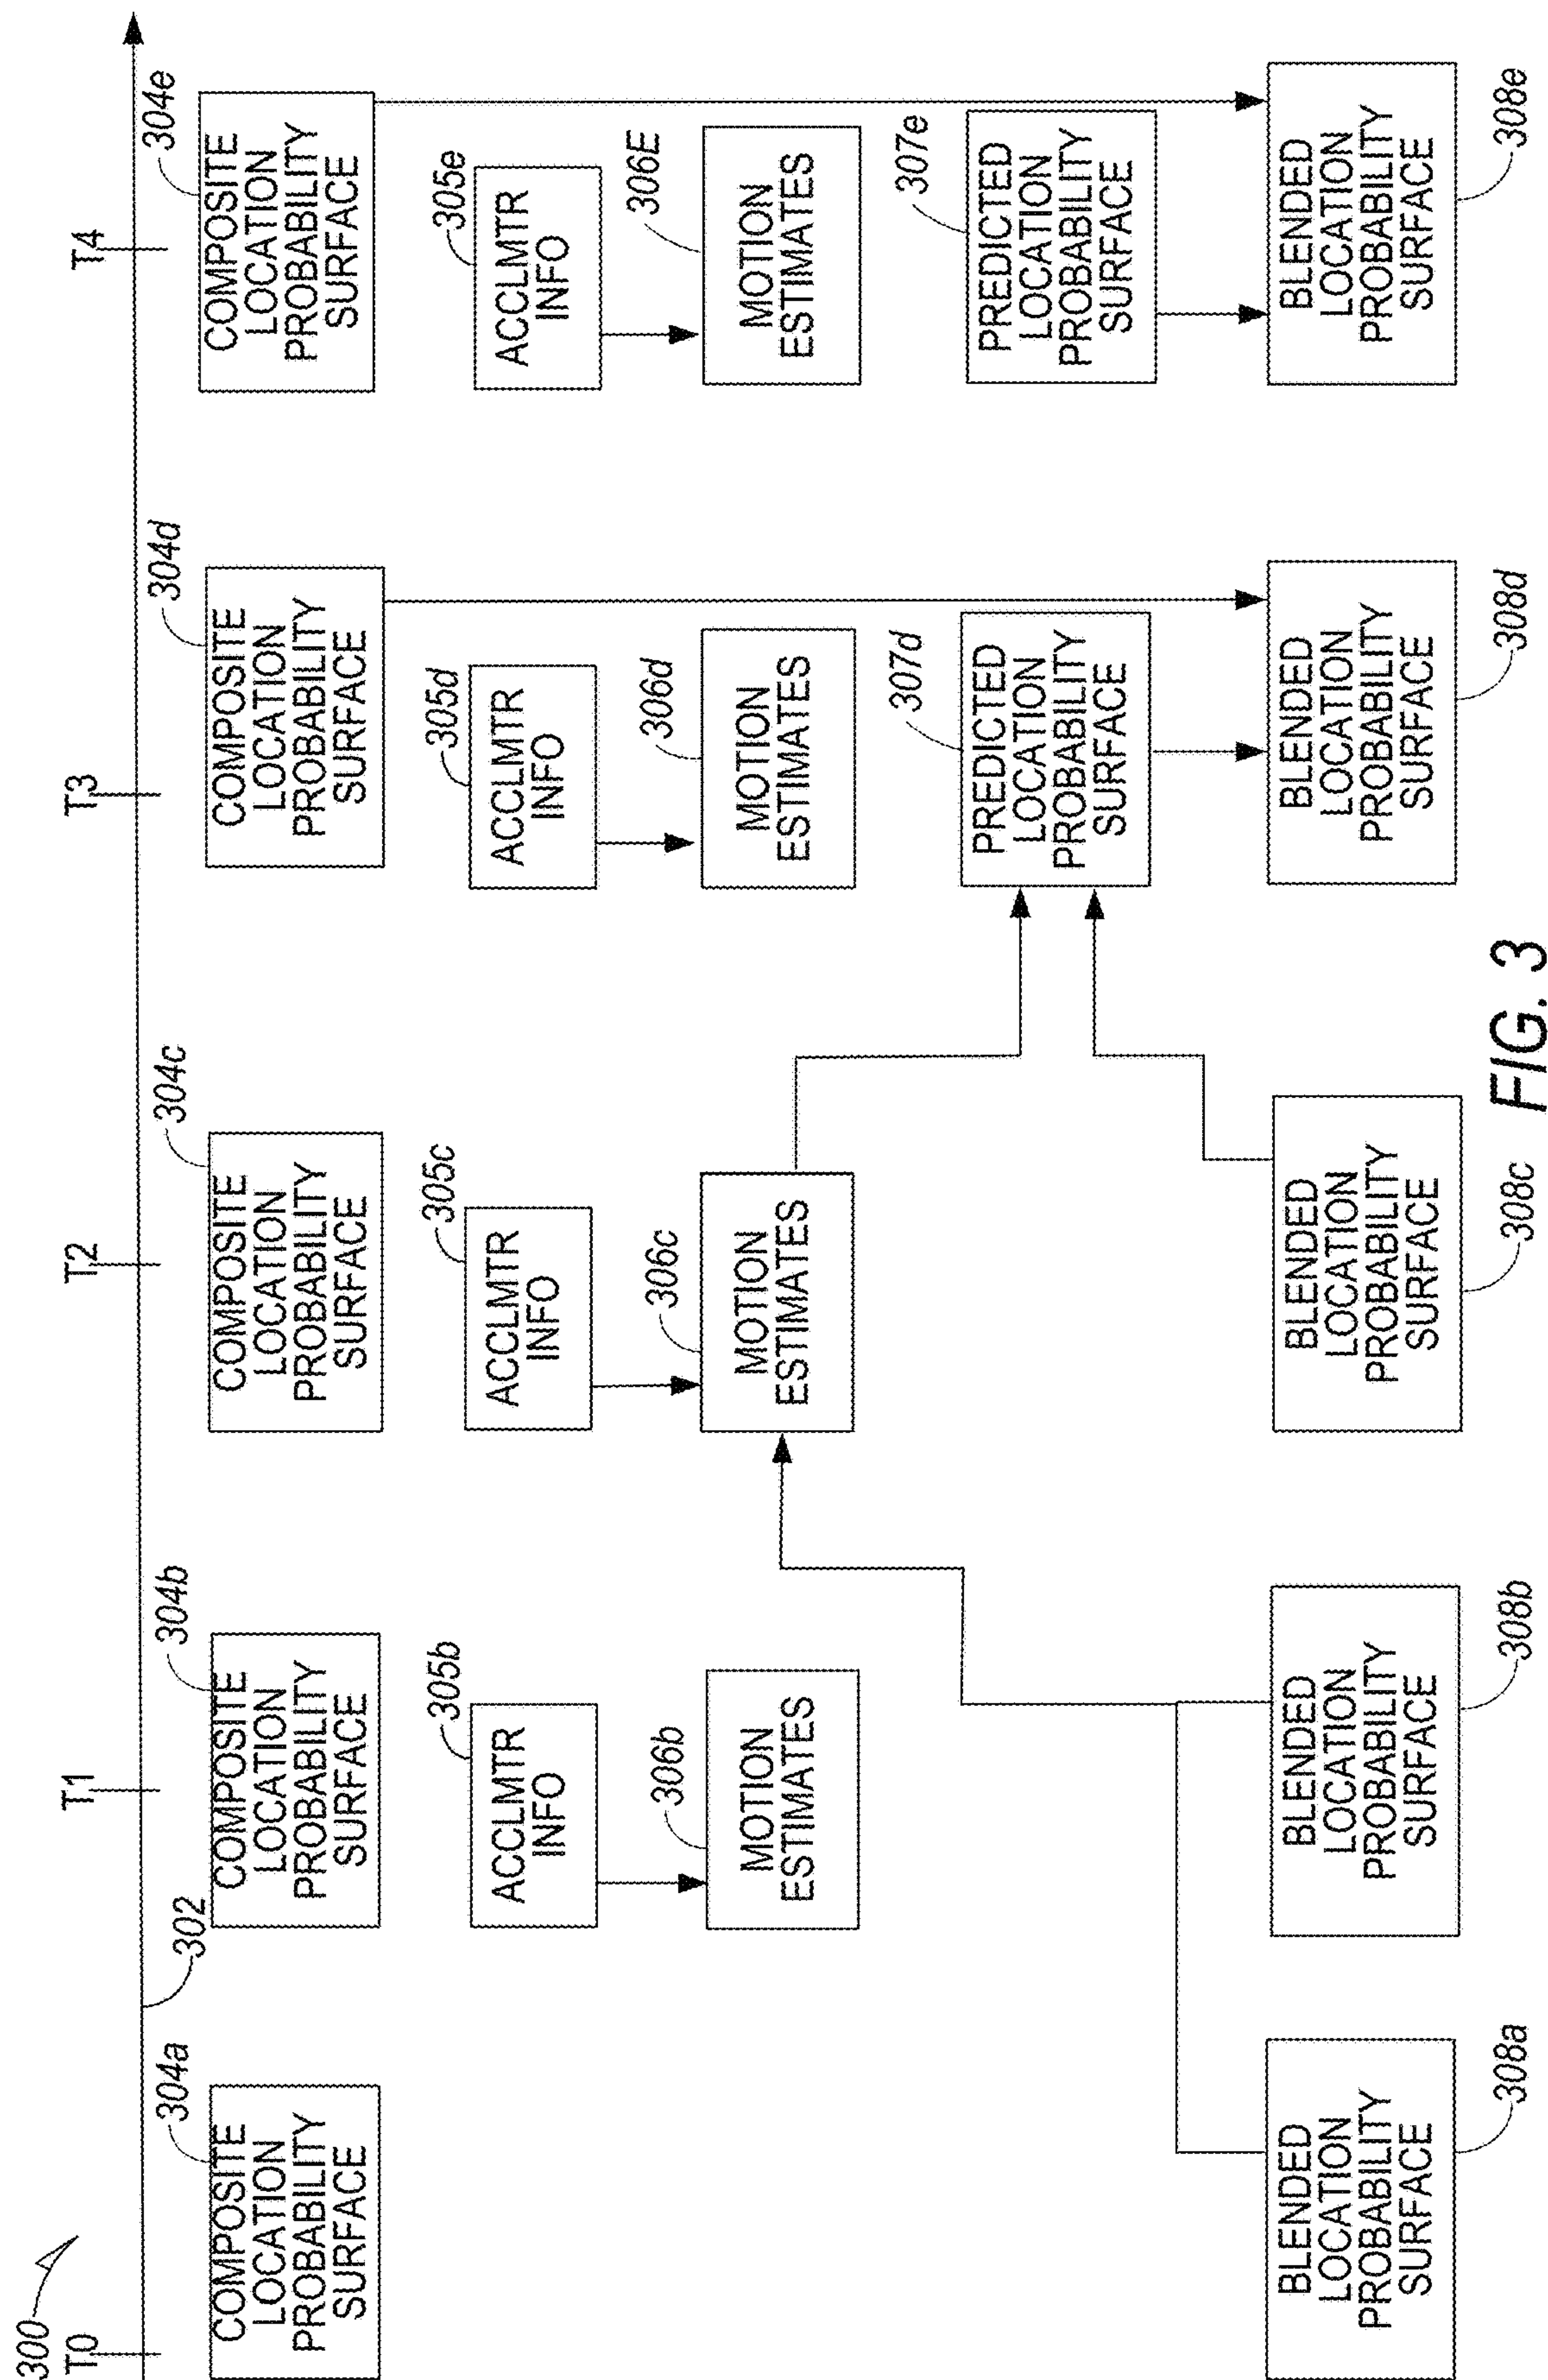 300
T0
T1
T2
T3
T4
302
304a
304b
304c
304d
304e
COMPOSITE
LOCATION
PROBABILITY
SURFACE
COMPOSITE
LOCATION
PROBABILITY
SURFACE
COMPOSITE
LOCATION
PROBABILITY
SURFACE
COMPOSITE
LOCATION
PROBABILITY
SURFACE
COMPOSITE
LOCATION
PROBABILITY
SURFACE
305b
305c
305d
305e
ACCLMTR
INFO
ACCLMTR
INFO
ACCLMTR
INFO
ACCLMTR
INFO
306b
306c
306d
306E
MOTION
ESTIMATES
MOTION
ESTIMATES
MOTION
ESTIMATES
MOTION
ESTIMATES
307d
307e
PREDICTED
LOCATION
PROBABILITY
SURFACE
PREDICTED
LOCATION
PROBABILITY
SURFACE
BLENDED
LOCATION
PROBABILITY
SURFACE
BLENDED
LOCATION
PROBABILITY
SURFACE
BLENDED
LOCATION
PROBABILITY
SURFACE
BLENDED
LOCATION
PROBABILITY
SURFACE
BLENDED
LOCATION
PROBABILITY
SURFACE
308a
308b
308c
308d
308e
FIG. 3